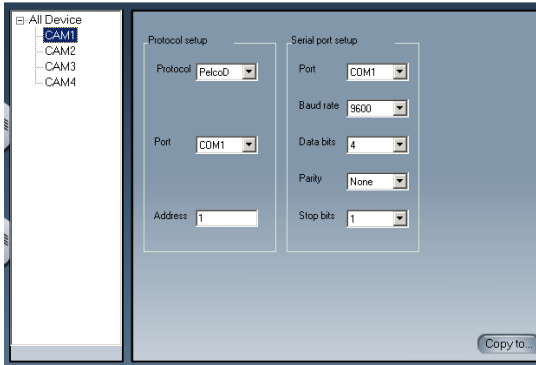 All Device
CAM1
CAM2
CAM3
CAM4
Protocol setup
Protocol PelcoD
Port COM1
Address 1
Serial port setup
Port COM1
Baud rate 9600
Data bits 4
Parity None
Stop bits 1
Copy to...